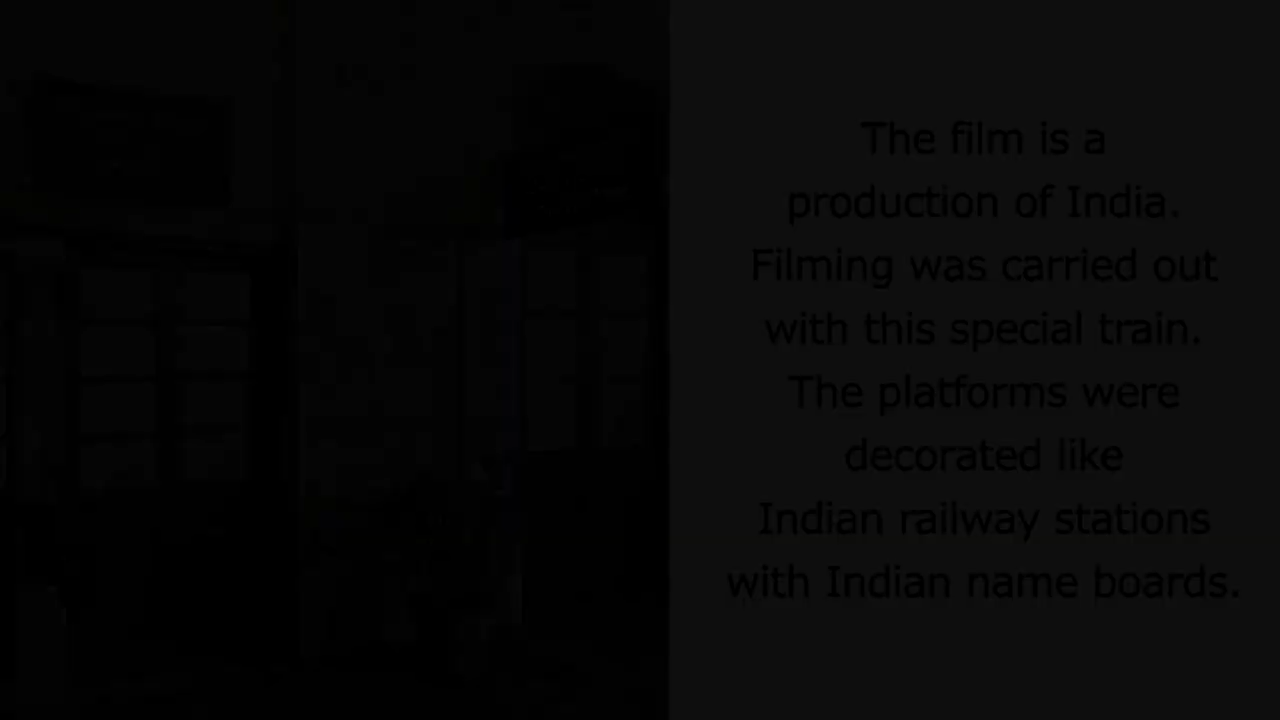 The film is a
production of India.
Filming was carried out
with this special train.
The platforms were
decorated like
Indian railway stations
with Indian name boards.